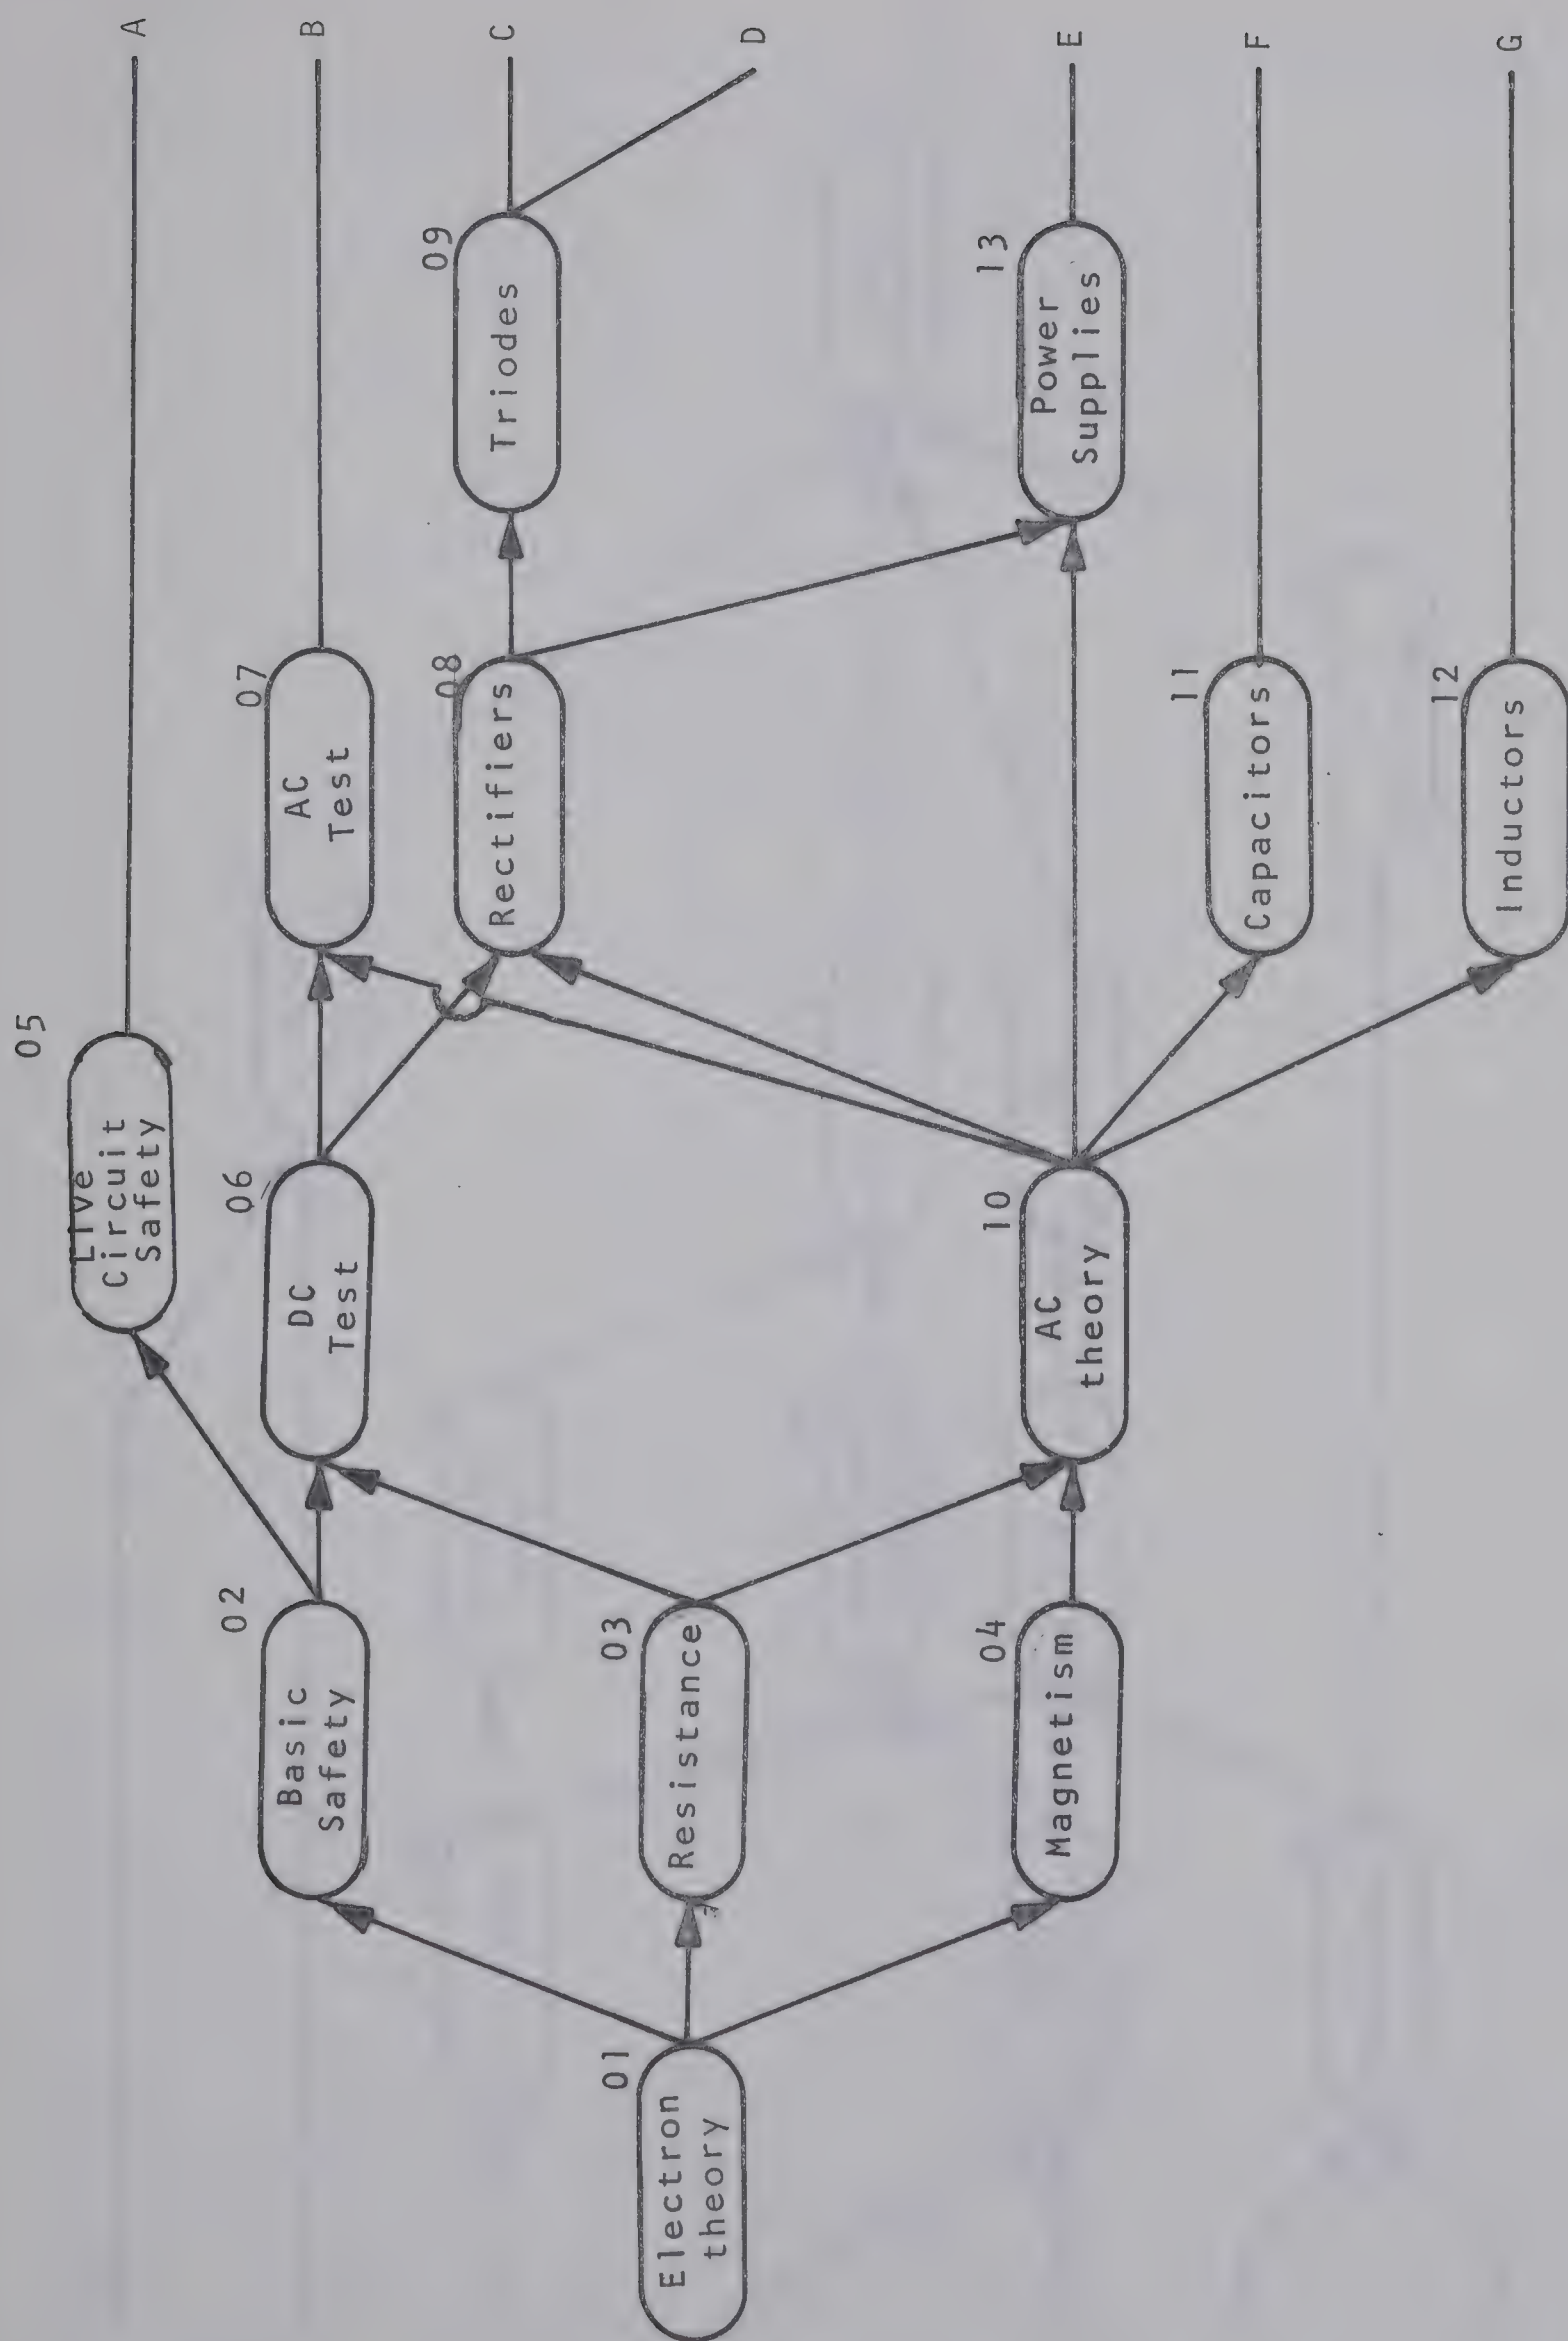 05
Live
Circuit
Safety
A
02
Basic
Safety
06
DC
Test
07
AC
Test
B
08
Rectifiers
09
Triodes
C
D
01
Electron
theory
03
Resistance
04
Magnetism
10
AC
theory
13
Power
Supplies
E
11
Capacitors
F
12
Inductors
G